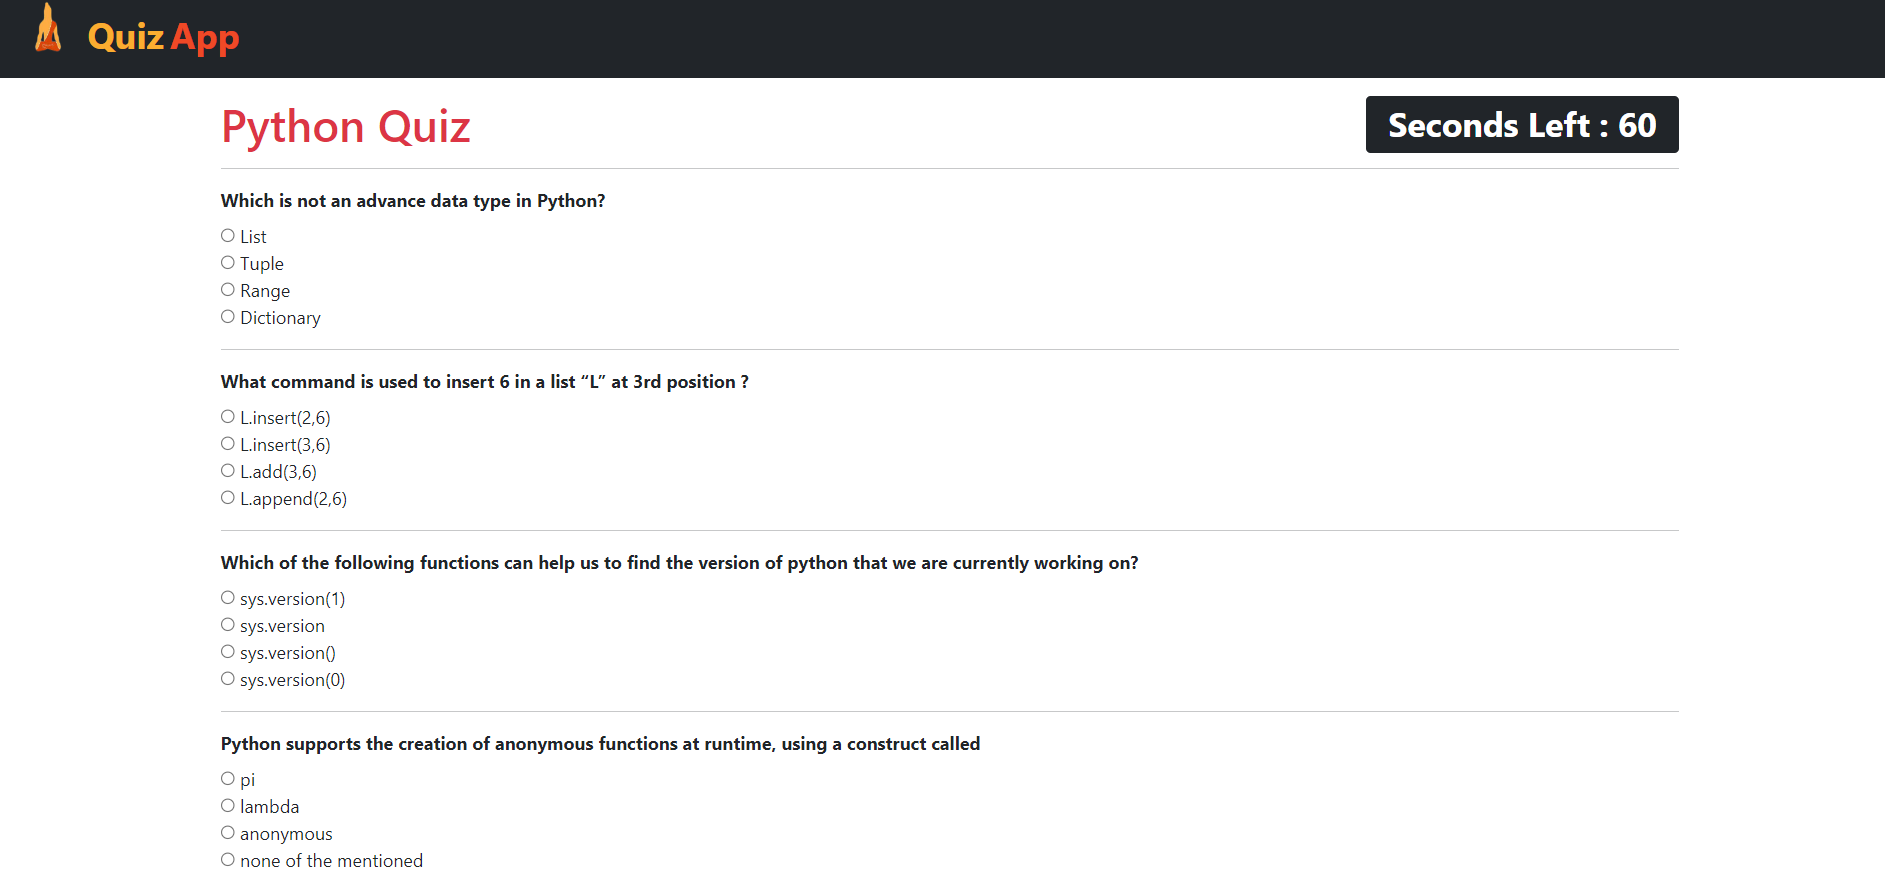 Quiz App
Python Quiz
Seconds Left : 60
Which is not an advance data type in Python?
List
Tuple
Range
Dictionary
What command is used to insert 6 in a list “L” at 3rd position ?
L.insert(2,6)
L.insert(3,6)
L.add(3,6)
L.append(2,6)
Which of the following functions can help us to find the version of python that we are currently working on?
sys.version(1)
sys.version
sys.version()
sys.version(0)
Python supports the creation of anonymous functions at runtime, using a construct called
pi
lambda
anonymous
none of the mentioned